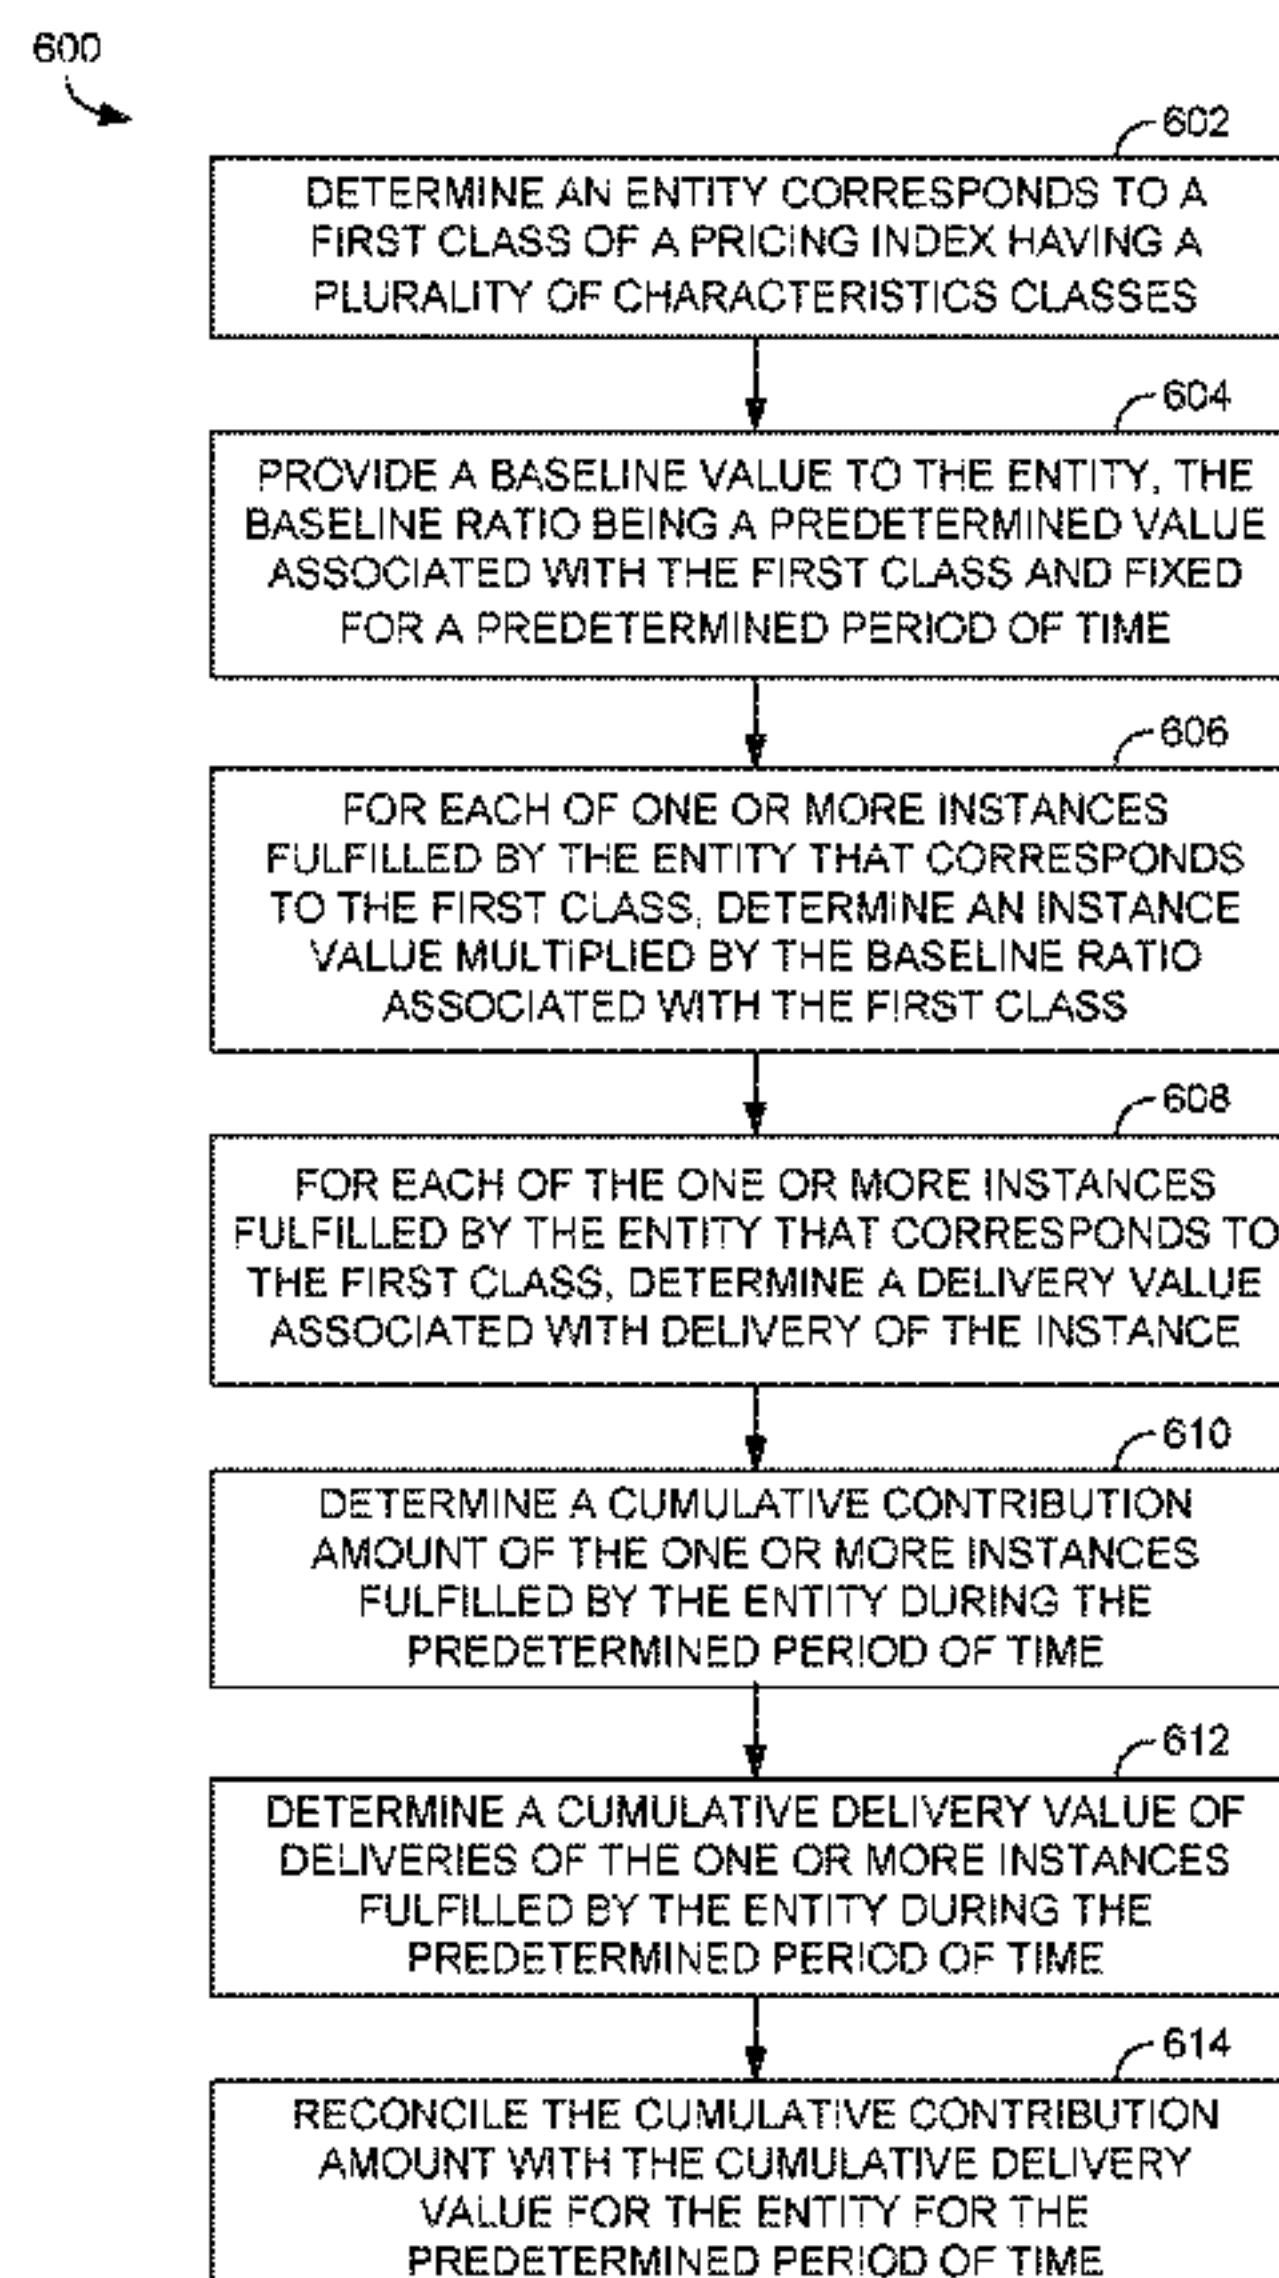 600
602
DETERMINE AN ENTITY CORRESPONDS TO A
FIRST CLASS OF A PRICING INDEX HAVING A
PLURALITY OF CHARACTERISTICS CLASSES
604
PROVIDE A BASELINE VALUE TO THE ENTITY, THE
BASELINE RATIO BEING A PREDETERMINED VALUE
ASSOCIATED WITH THE FIRST CLASS AND FIXED
FOR A PREDETERMINED PERIOD OF TIME
606
FOR EACH OF ONE OR MORE INSTANCES
FULFILLED BY THE ENTITY THAT CORRESPONDS
TO THE FIRST CLASS, DETERMINE AN INSTANCE
VALUE MULTIPLIED BY THE BASELINE RATIO
ASSOCIATED WITH THE FIRST CLASS
608
FOR EACH OF THE ONE OR MORE INSTANCES
FULFILLED BY THE ENTITY THAT CORRESPONDS TO
THE FIRST CLASS, DETERMINE A DELIVERY VALUE
ASSOCIATED WITH DELIVERY OF THE INSTANCE
610
DETERMINE A CUMULATIVE CONTRIBUTION
AMOUNT OF THE ONE OR MORE INSTANCES
FULFILLED BY THE ENTITY DURING THE
PREDETERMINED PERIOD OF TIME
612
DETERMINE A CUMULATIVE DELIVERY VALUE OF
DELIVERIES OF THE ONE OR MORE INSTANCES
FULFILLED BY THE ENTITY DURING THE
PREDETERMINED PERIOD OF TIME
614
RECONCILE THE CUMULATIVE CONTRIBUTION
AMOUNT WITH THE CUMULATIVE DELIVERY
VALUE FOR THE ENTITY FOR THE
PREDETERMINED PERIOD OF TIME